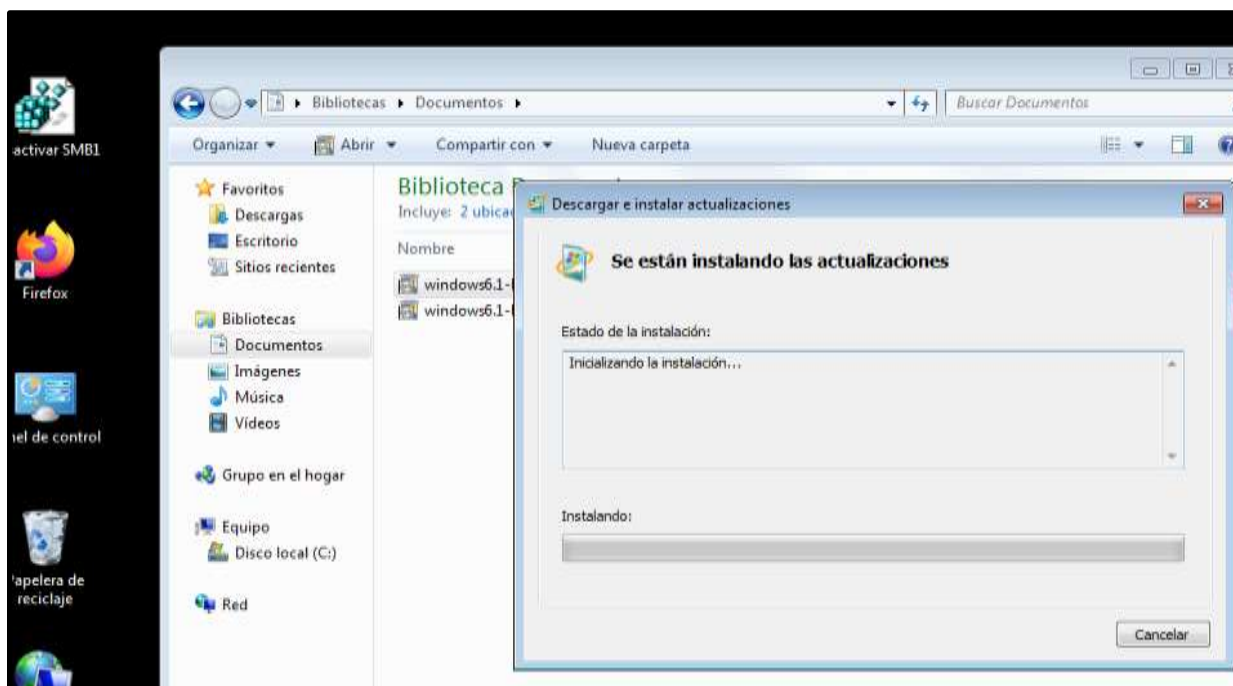 activar SMB1
Firefox
nel de control
apelera de
reciclaje
Bibliotecas
Documentos
Buscar Documentos
Organizar
Abrir
Compartir con
Nueva carpeta
Favoritos
Descargas
Escritorio
Sitios recientes
Bibliotecas
Documentos
Imágenes
Música
Vídeos
Grupo en el hogar
Equipo
Disco local (C:)
Red
Biblioteca
Incluye: 2 ubica
Nombre
windows6.1-
windows6.1-
Descargar e instalar actualizaciones
Se están instalando las actualizaciones
Estado de la instalación:
Inicializando la instalación...
Instalando:
Cancelar